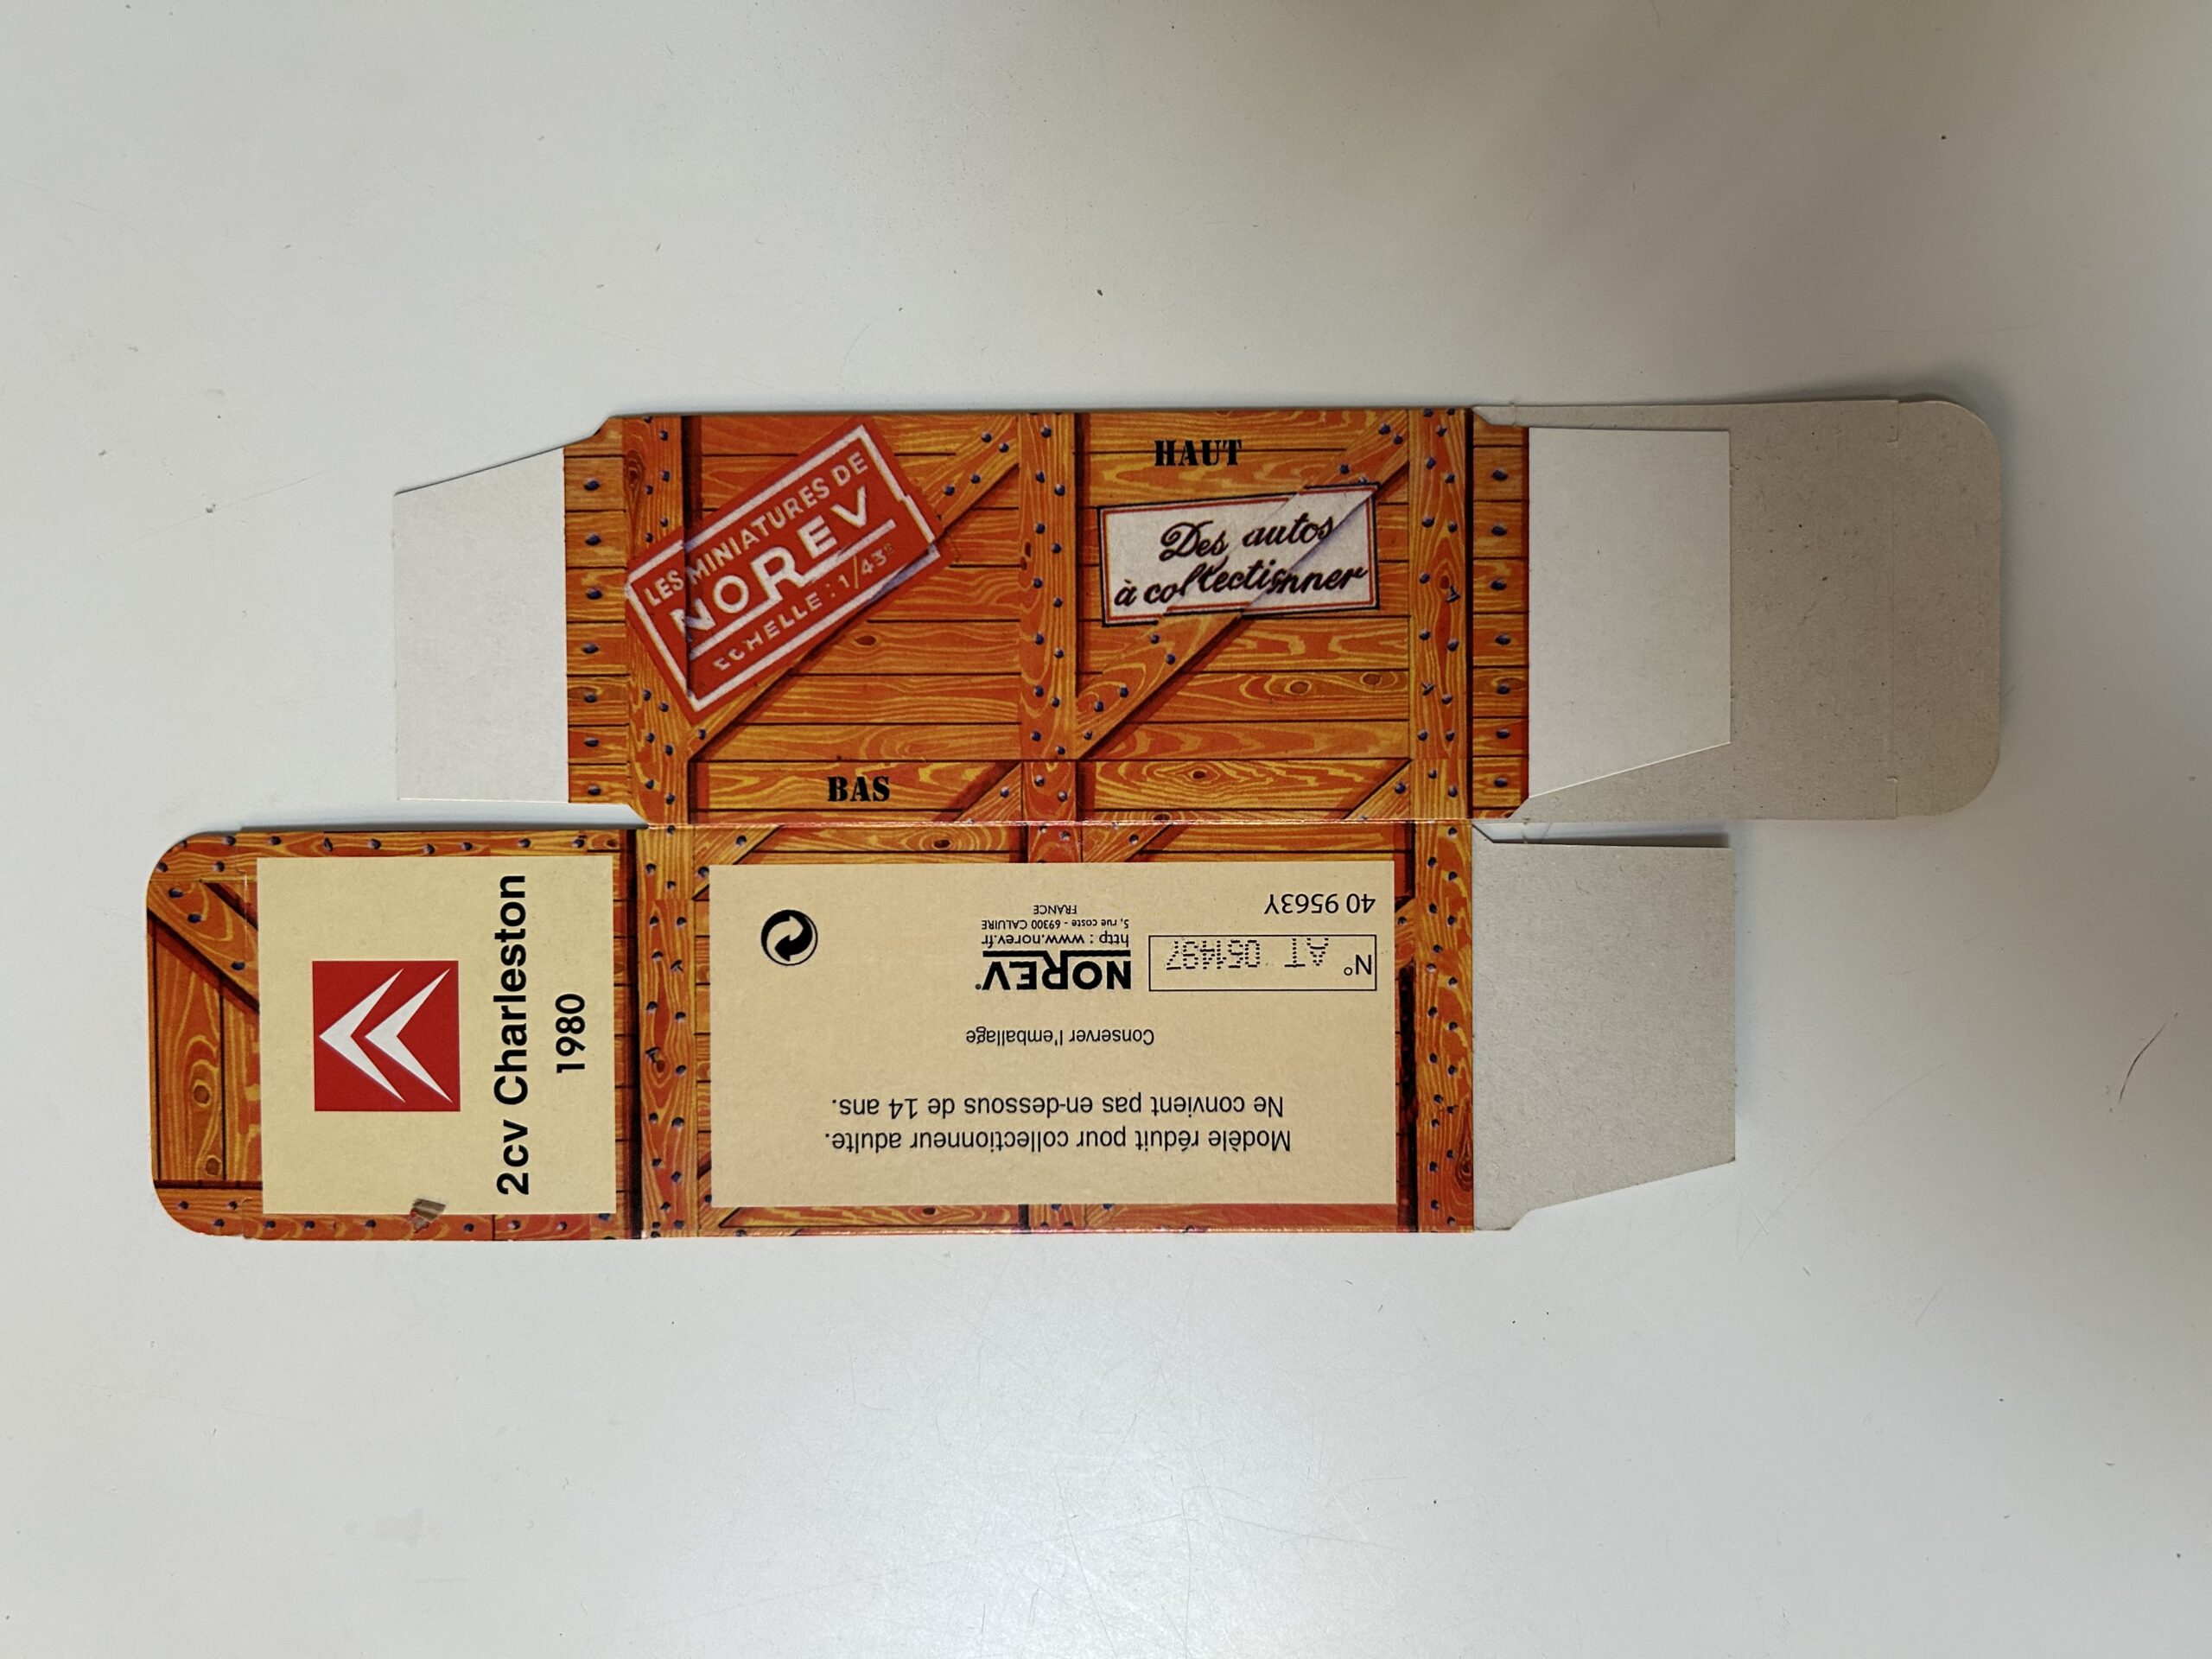 LES MINIATURES DE
NOREV
ECHELLE : 1/43e
HAUT
Des autos
à collectionner
BAS
2cv Charleston
1980
Modèle réduit pour collectionneur adulte.
Ne convient pas en-dessous de 14 ans.
Conserver l'emballage
N° AT 051497
NOREV
http : www.norev.fr
5, rue coste - 69300 CALUIRE
FRANCE
40 9563Y